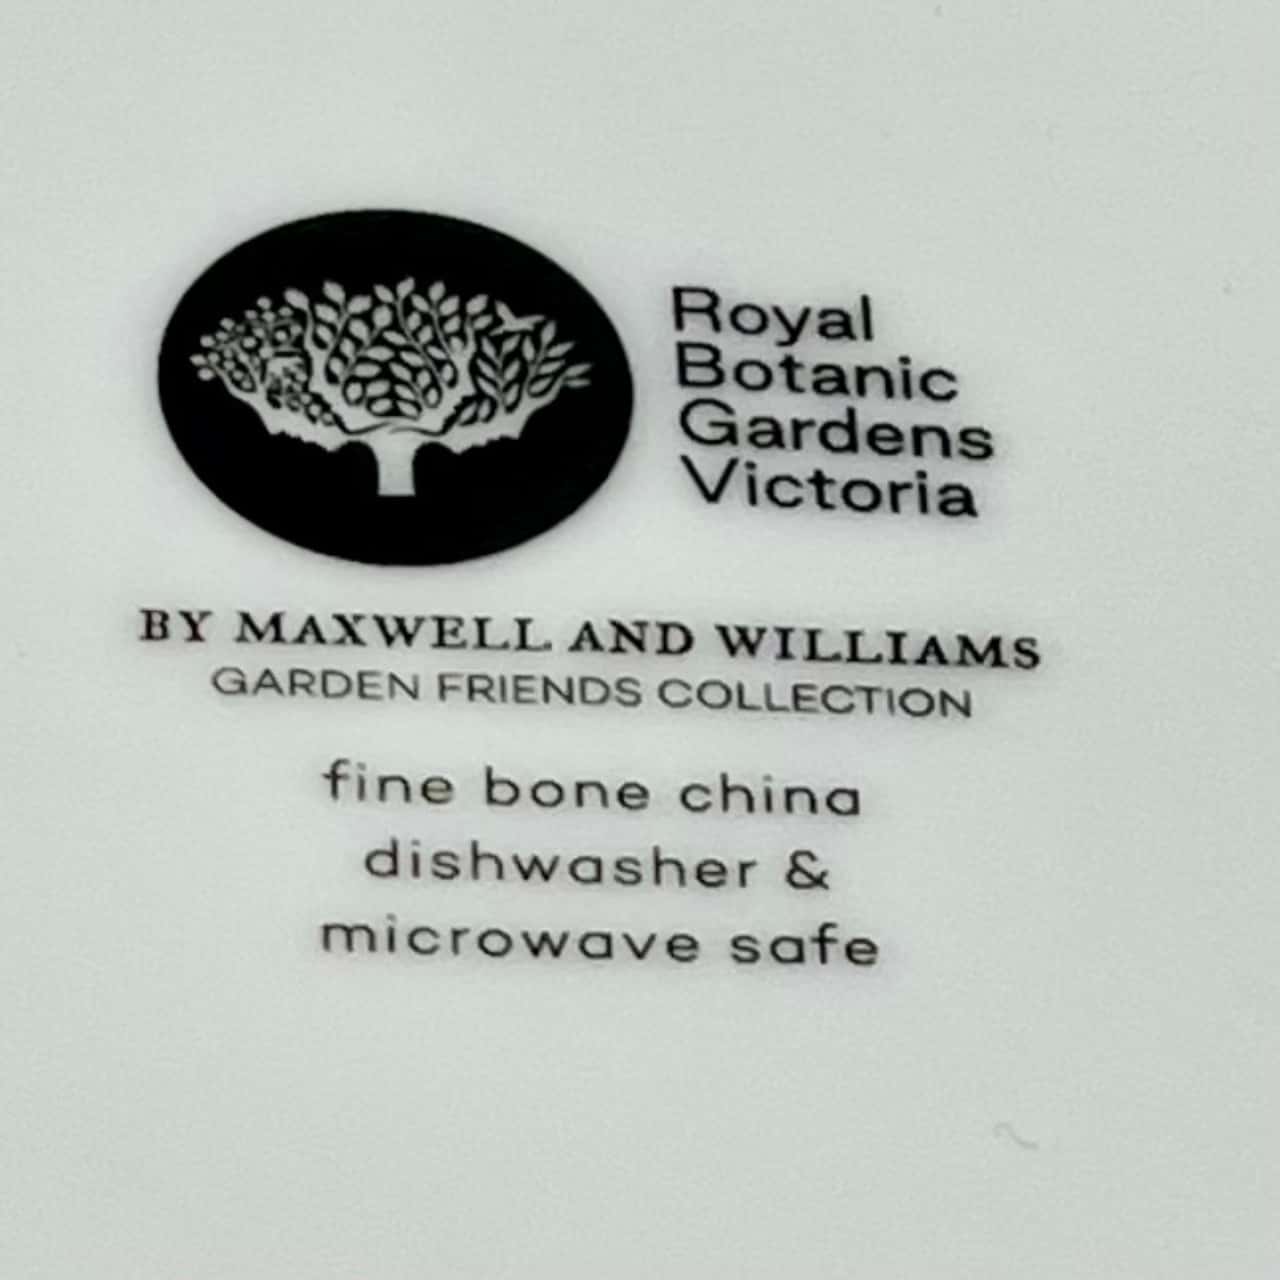 Royal
Botanic
Gardens
Victoria
BY MAXWELL AND WILLIAMS
GARDEN FRIENDS COLLECTION
fine bone china
dishwasher &
microwave safe